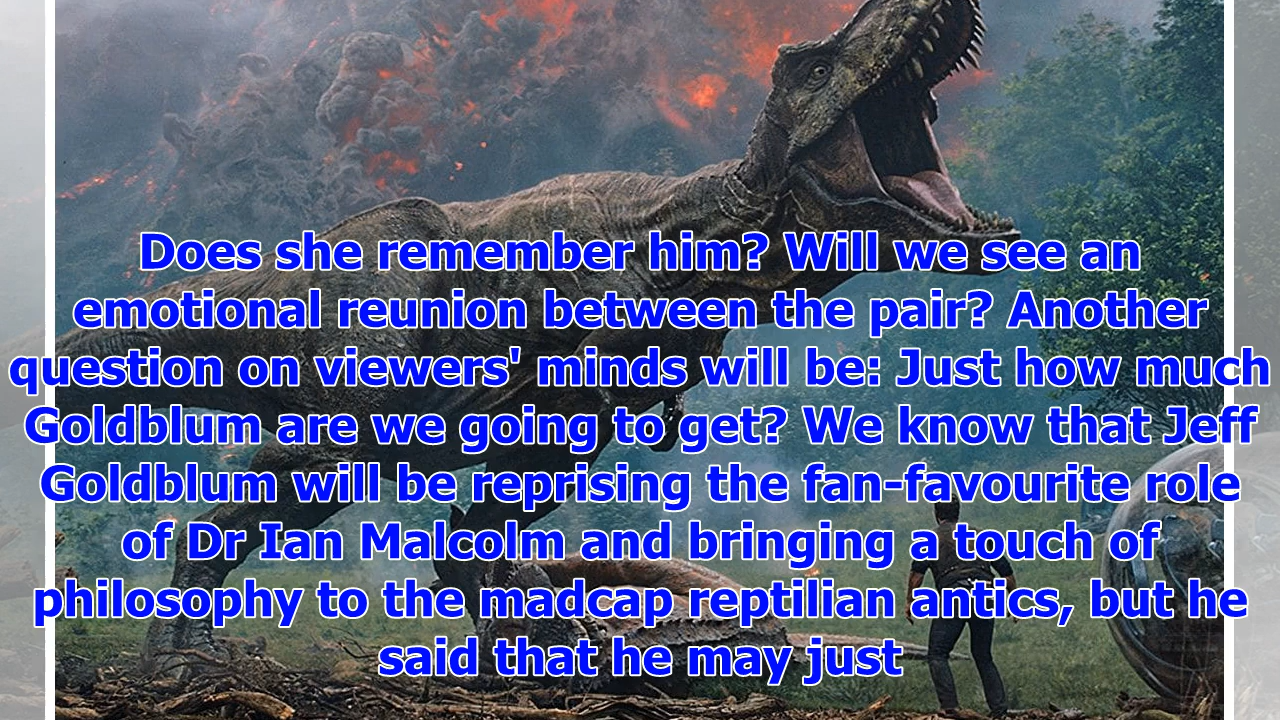 Does she remember him? Will we see an
emotional reunion between the pair? Another
question on viewers' minds will be: Just how much
Goldblum are we going to get? We know that Jeff
Goldblum will be reprising the fan-favourite role
of Dr Ian Malcolm and bringing a touch of
philosophy to the madcap reptilian antics, but he
said that he may just